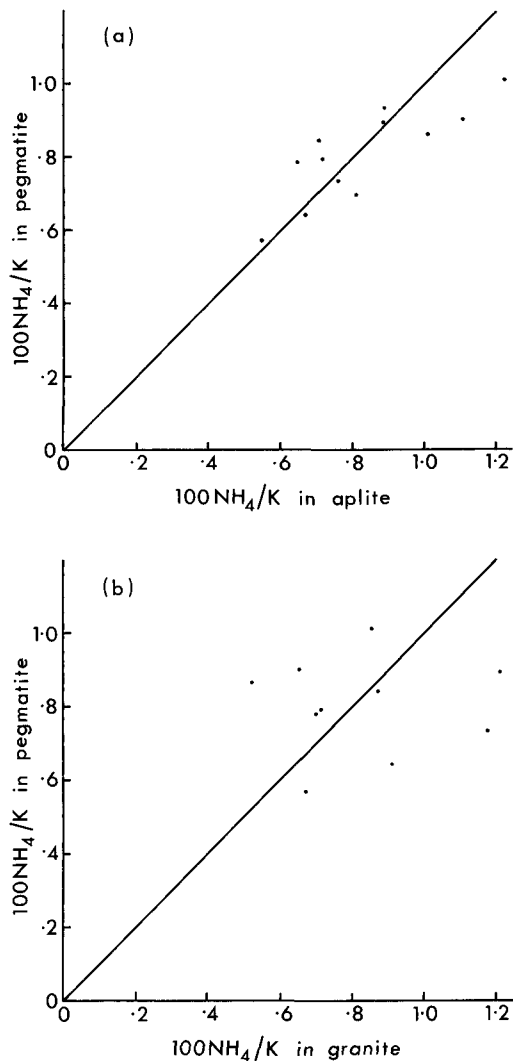 (a)
1·0
·8
·6
·4
·2
0
100NH₄/K in pegmatite
0 ·2 ·4 ·6 ·8 1·0 1·2
100NH₄/K in aplite
(b)
1·0
·8
·6
·4
·2
0
100NH₄/K in pegmatite
0 ·2 ·4 ·6 ·8 1·0 1·2
100NH₄/K in granite